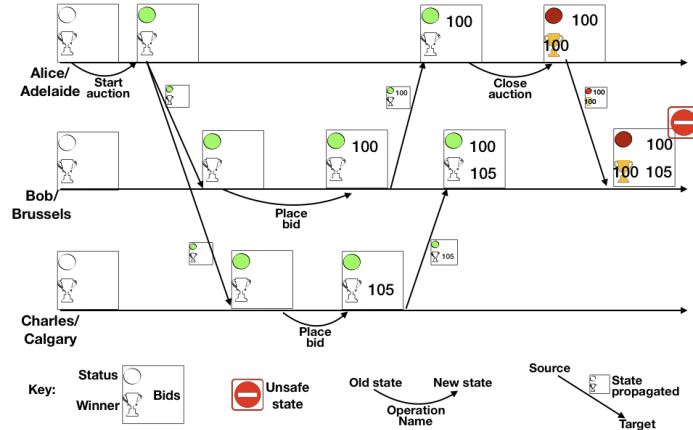 100
100
100
Alice/
Adelaide
Start
auction
100
Close
auction
100
100
100
100
100
105
100
100 105
Bob/
Brussels
Place
bid
105
105
Charles/
Calgary
Place
bid
Key:
Status
Winner
Bids
Unsafe
state
Old state
New state
Operation
Name
Source
Target
State
propagated